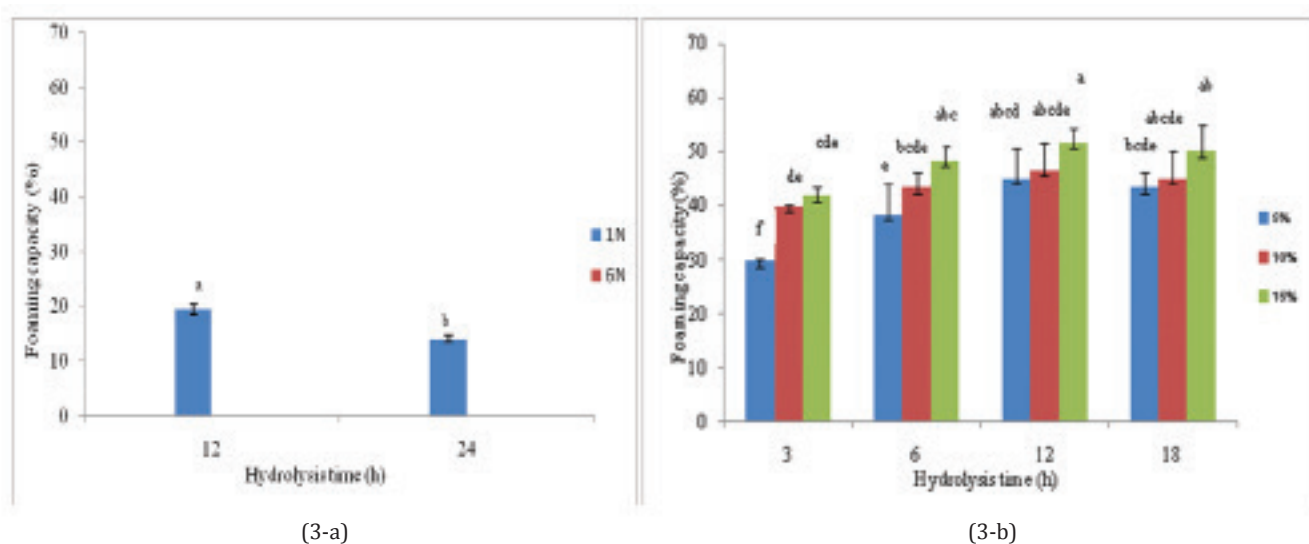 70
60
50
40
30
20
10
0
Foaming capacity (%)
a
b
12
24
Hydrolysis time (h)
1N
6N
(3-a)
70
60
50
40
30
20
10
0
Foaming capacity (%)
f
de
cde
e
bcde
abc
abcd
abcde
a
bcde
abcde
ab
3
6
12
18
Hydrolysis time (h)
10%
(3-b)